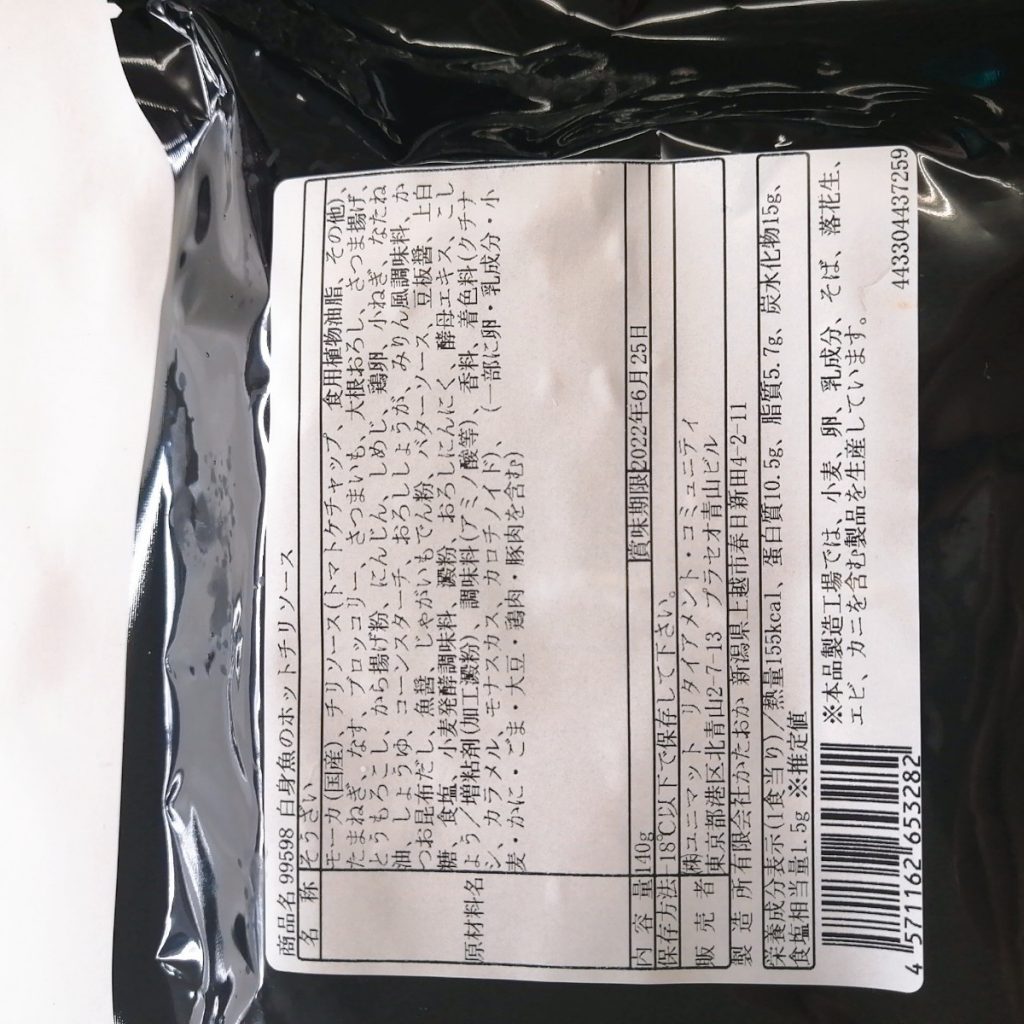 商品名 99598 白身魚のホットチリソース
名称 そうざい
原材料名 モーカ(国産)、チリソース(トマトケチャップ、食用植物油脂、その他)、
たまねぎ、なす、ブロッコリー、さつまいも、大根おろし、さつま揚げ、
とうもろこし、から揚げ粉、にんじん、しめじ、鶏卵、小ねぎ、なたね
油、しょうゆ、コーンスターチ、おろししょうが、みりん風調味料、か
つお昆布だし、魚醤、じゃがいもでん粉、バターソース、豆板醤、上白
糖、食塩、小麦発酵調味料、澱粉、おろしにんにく、酵母エキス、こし
ょう/増粘剤(加工澱粉)、調味料(アミノ酸等)、香料、着色料(クチナ
シ、カラメル、モナスカス、カロチノイド)、(一部に卵・乳成分・小
麦・かに・ごま・大豆・鶏肉・豚肉を含む)
内容量 140g 賞味期限 2022年6月25日
保存方法 -18℃以下で保存して下さい。
販売者 ㈱ユニマット リタイアメント・コミュニティ
東京都港区北青山2-7-13 プラセオ青山ビル
製造所 有限会社かたおか 新潟県上越市春日新田4-2-11
栄養成分表示(1食当り)/熱量155kcal、蛋白質10.5g、脂質5.7g、炭水化物15g、
食塩相当量1.5g ※推定値
※本品製造工場では、小麦、卵、乳成分、そば、落花生、
エビ、カニを含む製品を生産しています。
443304437259
4571162653282